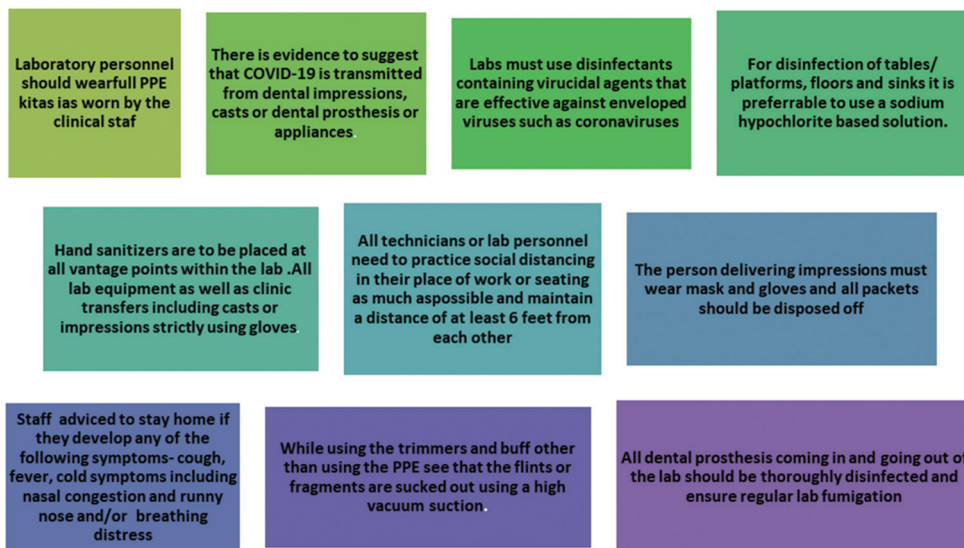 Laboratory personnel
should wearfull PPE
kitas ias worn by the
clinical staf
There is evidence to suggest
that COVID-19 is transmitted
from dental impressions,
casts or dental prosthesis or
appliances.
Labs must use disinfectants
containing virucidal agents that
are effective against enveloped
viruses such as coronaviruses
For disinfection of tables/
platforms, floors and sinks it is
preferrable to use a sodium
hypochlorite based solution.
Hand sanitizers are to be placed at
all vantage points within the lab .All
lab equipment as well as clinic
transfers including casts or
impressions strictly using gloves.
All technicians or lab personnel
need to practice social distancing
in their place of work or seating
as much aspossible and maintain
a distance of at least 6 feet from
each other
The person delivering impressions must
wear mask and gloves and all packets
should be disposed off
Staff adviced to stay home if
they develop any of the
following symptoms- cough,
fever, cold symptoms including
nasal congestion and runny
nose and/or breathing
distress
While using the trimmers and buff other
than using the PPE see that the flints or
fragments are sucked out using a high
vacuum suction.
All dental prosthesis coming in and going out of
the lab should be thoroughly disinfected and
ensure regular lab fumigation